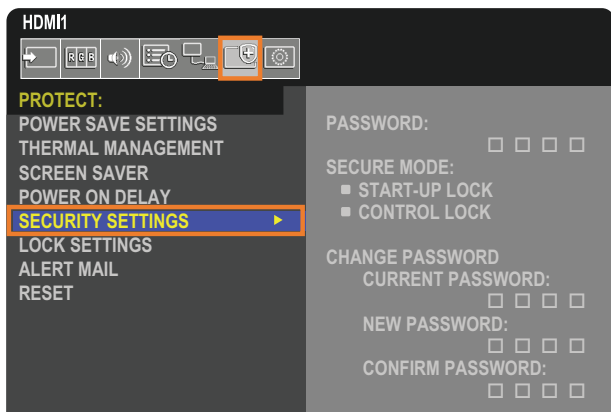 HDMI1
RGB
PROTECT:
POWER SAVE SETTINGS
THERMAL MANAGEMENT
SCREEN SAVER
POWER ON DELAY
SECURITY SETTINGS
LOCK SETTINGS
ALERT MAIL
RESET
PASSWORD:
SECURE MODE:
START-UP LOCK
CONTROL LOCK
CHANGE PASSWORD
CURRENT PASSWORD:
NEW PASSWORD:
CONFIRM PASSWORD: